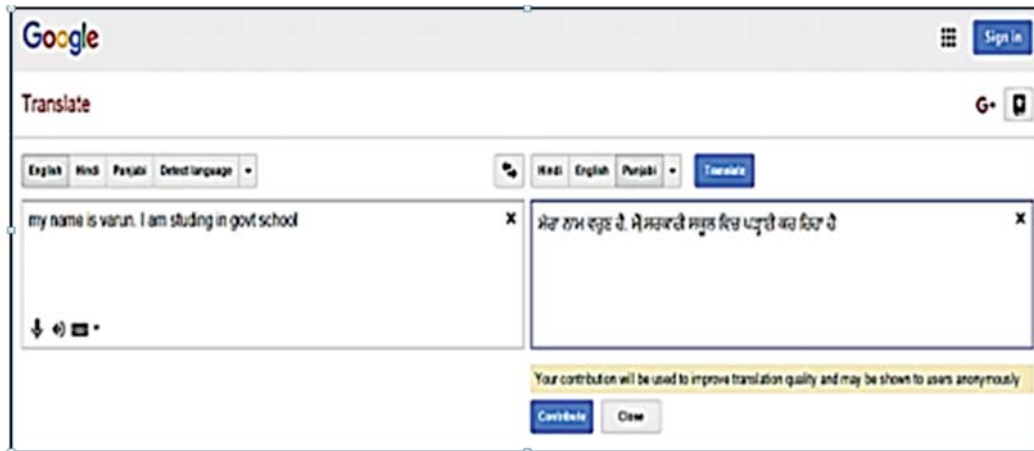 Google
Sign in
Translate
G+
English Hindi Punjabi Detect language
Hindi English Punjabi Translate
my name is varun. I am studing in govt school
ਮੇਰਾ ਨਾਮ ਵਰੁਣ ਹੈ. ਮੈਂ ਸਰਕਾਰੀ ਸਕੂਲ ਵਿਚ ਪੜ੍ਹਾਈ ਕਰ ਰਿਹਾ ਹੈ
Your contribution will be used to improve translation quality and may be shown to users anonymously
Contribute Close